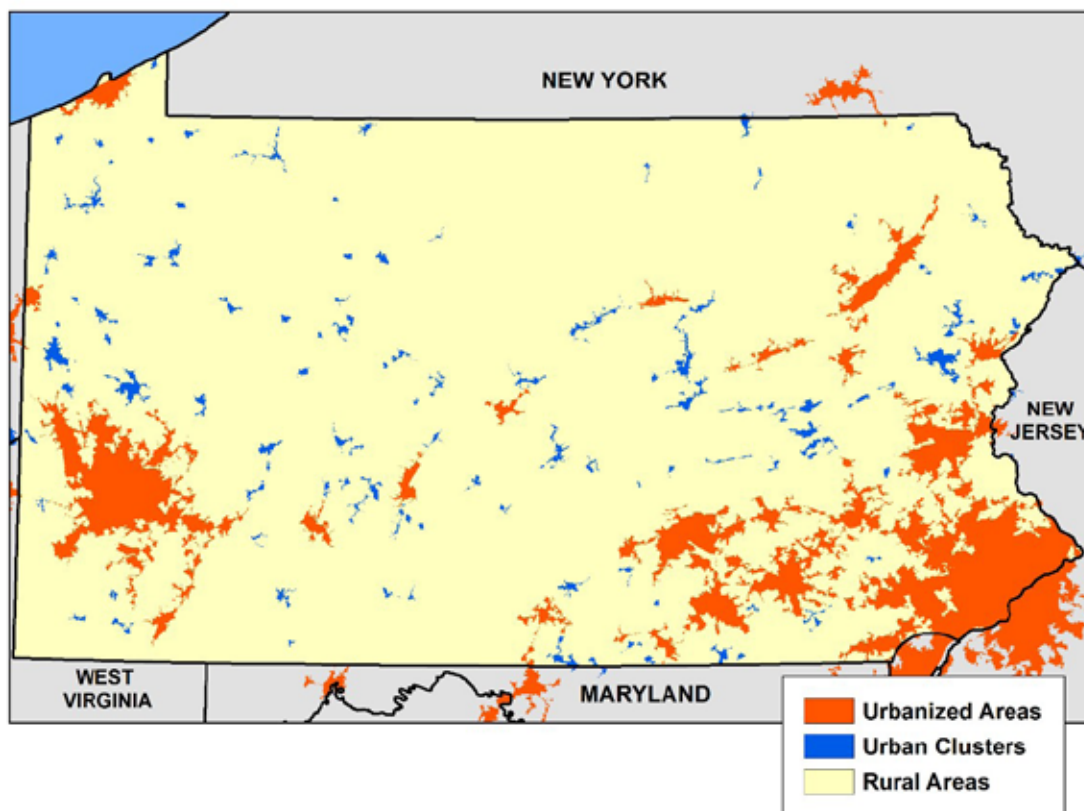 NEW YORK
NEW
JERSEY
WEST
VIRGINIA
MARYLAND
Urbanized Areas
Urban Clusters
Rural Areas